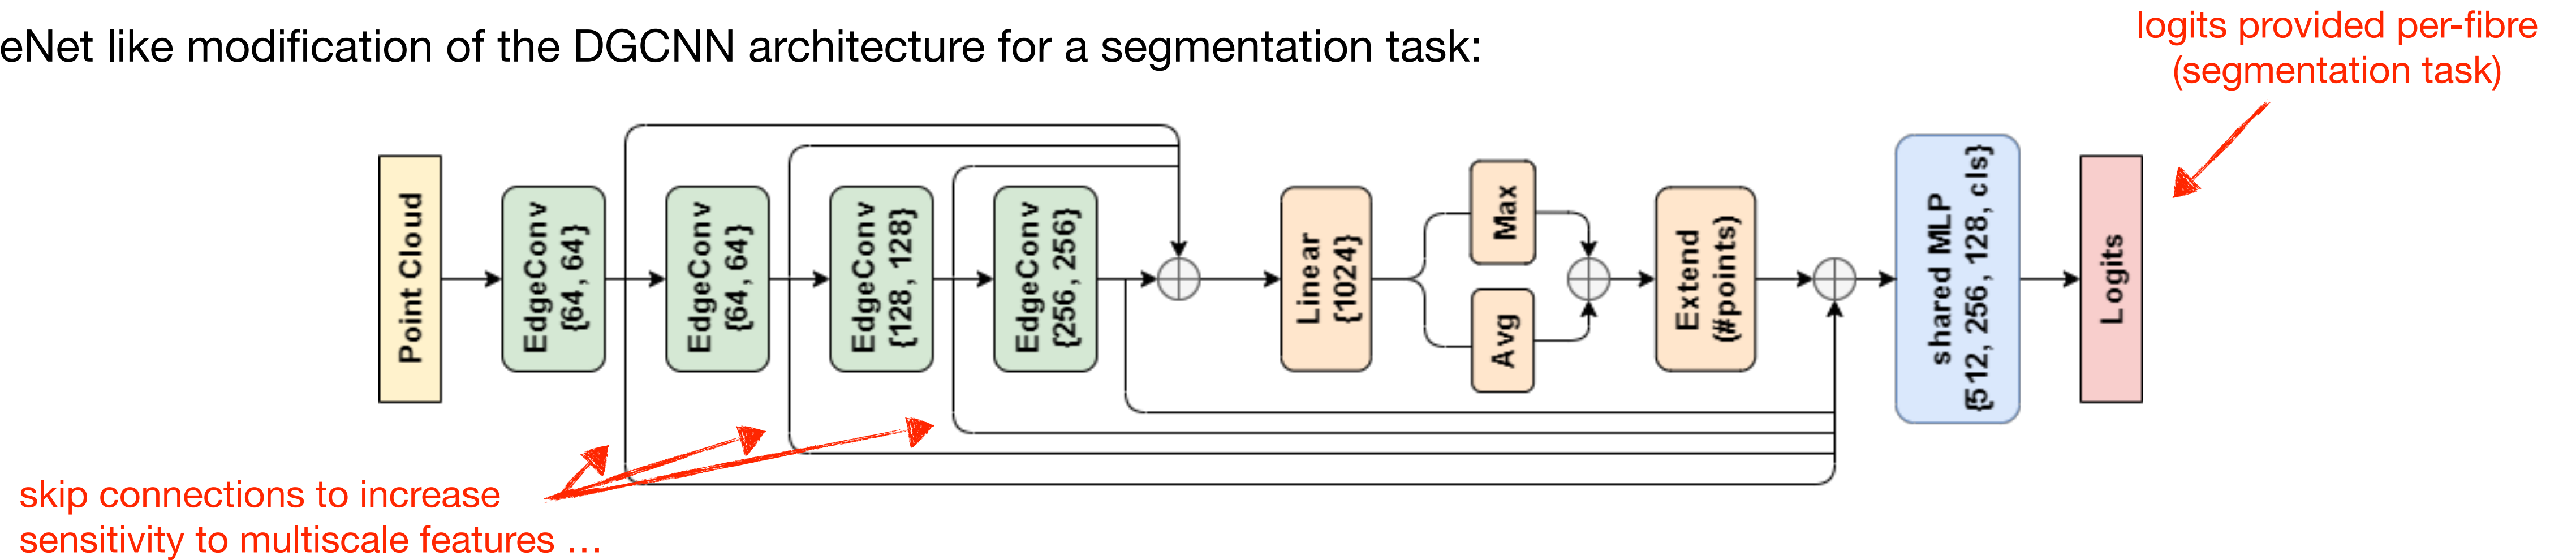 eNet like modification of the DGCNN architecture for a segmentation task:
logits provided per-fibre
(segmentation task)
Point Cloud
EdgeConv
{64, 64}
EdgeConv
{64, 64}
EdgeConv
{128, 128}
EdgeConv
{256, 256}
Linear
{1024}
Max
Avg
Extend
(#points)
shared MLP
{512, 256, 128, cls}
Logits
skip connections to increase
sensitivity to multiscale features …